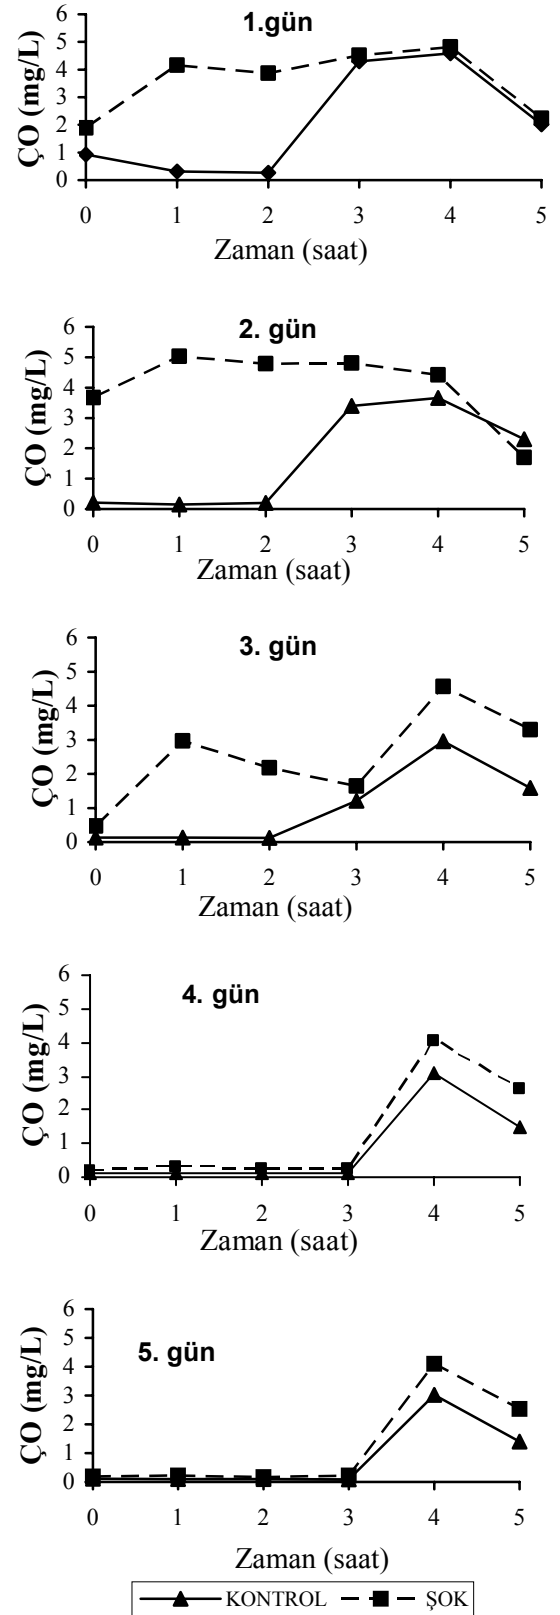 1.gün
ÇO (mg/L)
6
5
4
3
2
1
0
0 1 2 3 4 5
Zaman (saat)
2. gün
ÇO (mg/L)
6
5
4
3
2
1
0
0 1 2 3 4 5
Zaman (saat)
3. gün
ÇO (mg/L)
6
5
4
3
2
1
0
0 1 2 3 4 5
Zaman (saat)
4. gün
ÇO (mg/L)
6
5
4
3
2
1
0
0 1 2 3 4 5
Zaman (saat)
5. gün
ÇO (mg/L)
6
5
4
3
2
1
0
0 1 2 3 4 5
Zaman (saat)
KONTROL ŞOK